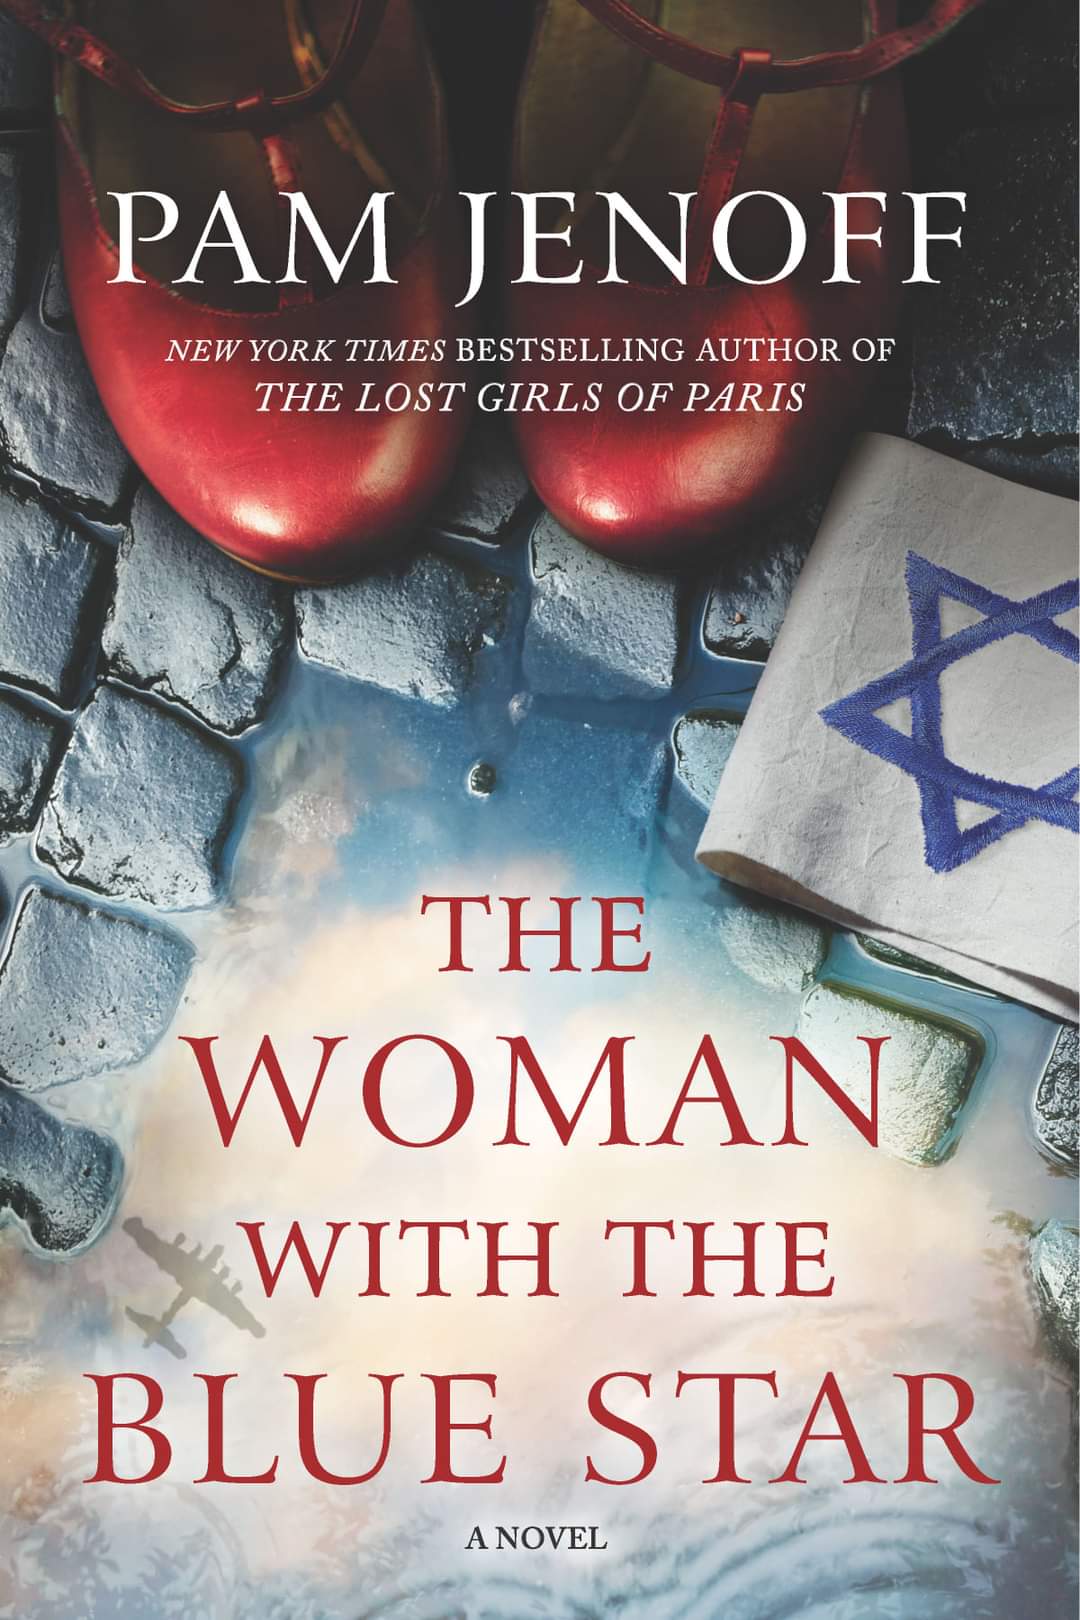 PAM JENOFF
NEW YORK TIMES BESTSELLING AUTHOR OF
THE LOST GIRLS OF PARIS
THE
WOMAN
WITH THE
BLUE STAR
A NOVEL